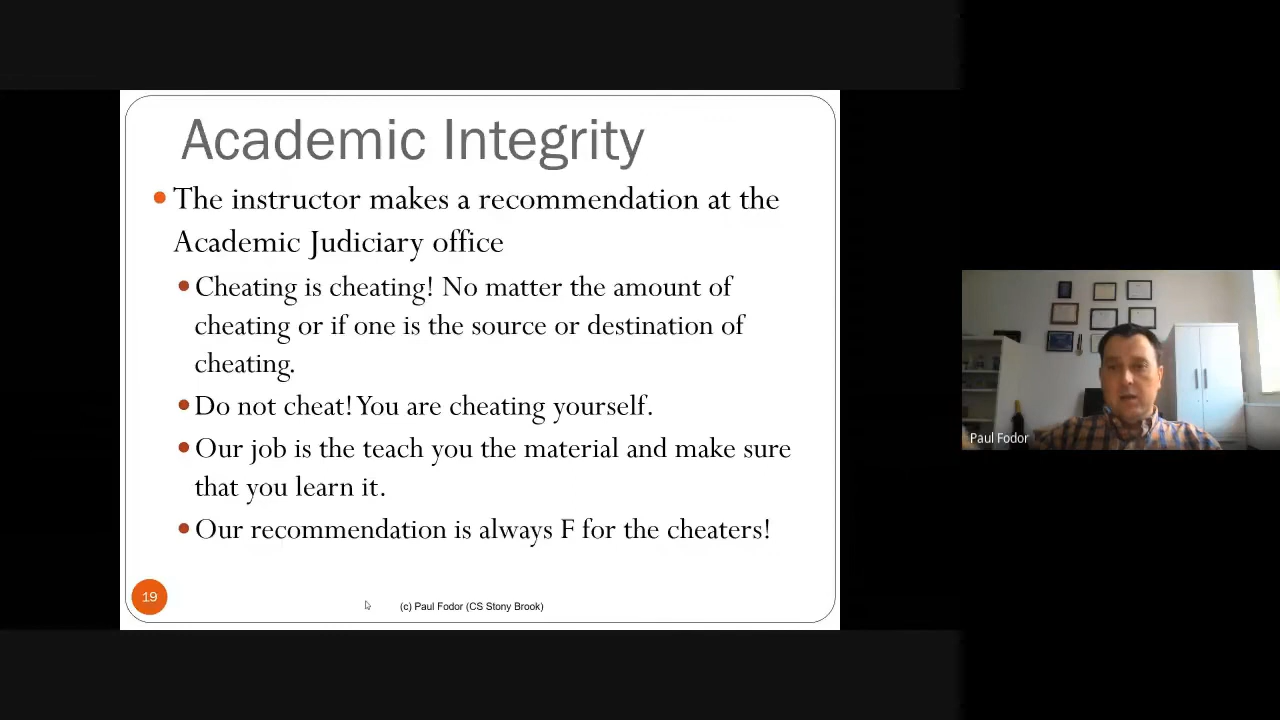 Academic Integrity
The instructor makes a recommendation at the
Academic Judiciary office
Cheating is cheating! No matter the amount of
cheating or if one is the source or destination of
cheating.
Do not cheat! You are cheating yourself.
Our job is the teach you the material and make sure
that you learn it.
Our recommendation is always F for the cheaters!
19
(c) Paul Fodor (CS Stony Brook)
Paul Fodor